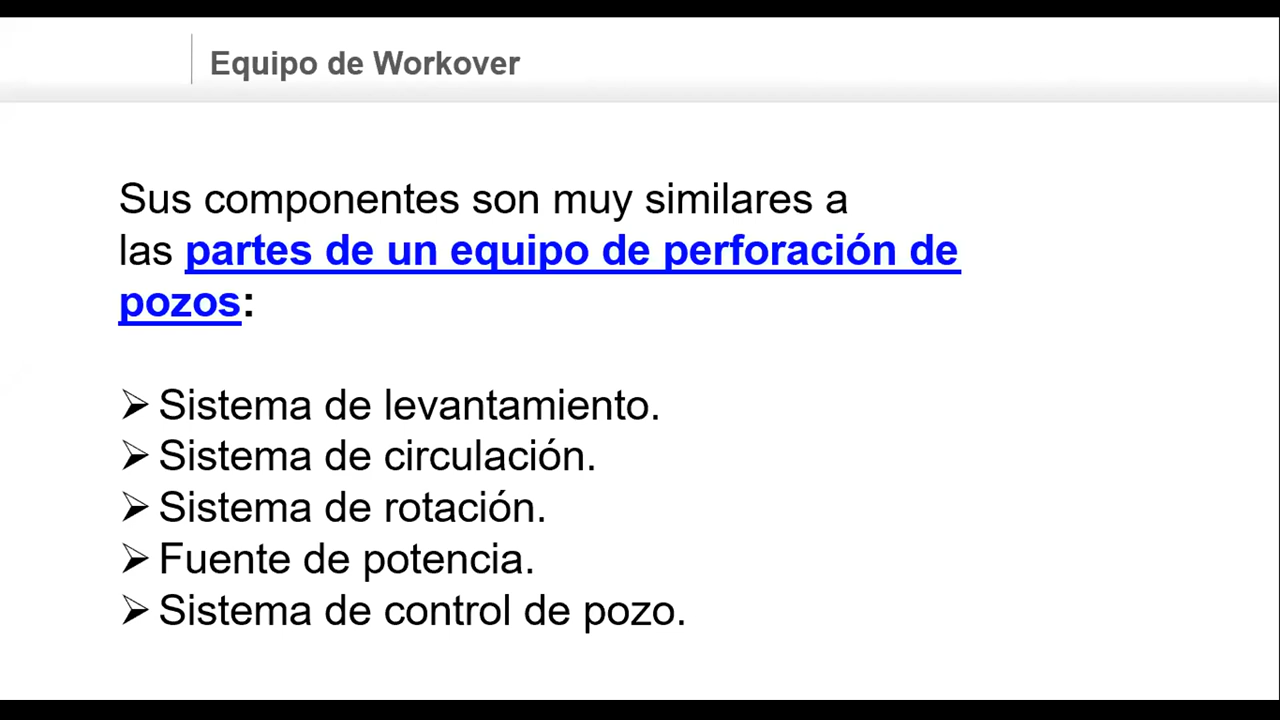 Equipo de Workover
Sus componentes son muy similares a
las partes de un equipo de perforación de
pozos:
➢ Sistema de levantamiento.
➢ Sistema de circulación.
➢ Sistema de rotación.
➢ Fuente de potencia.
➢ Sistema de control de pozo.